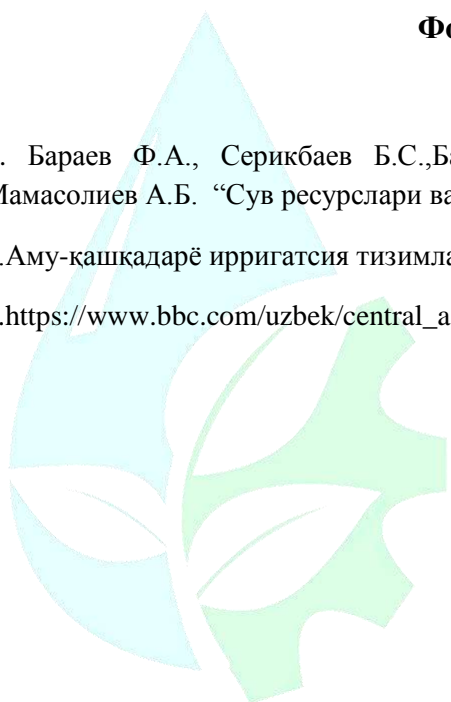 Фо
. Бараев Ф.А., Серикбаев Б.С.,Ба
Мамасолиев А.Б. “Сув ресурслари ва
.Аму-қашқадарё ирригатсия тизимла
.https://www.bbc.com/uzbek/central_a